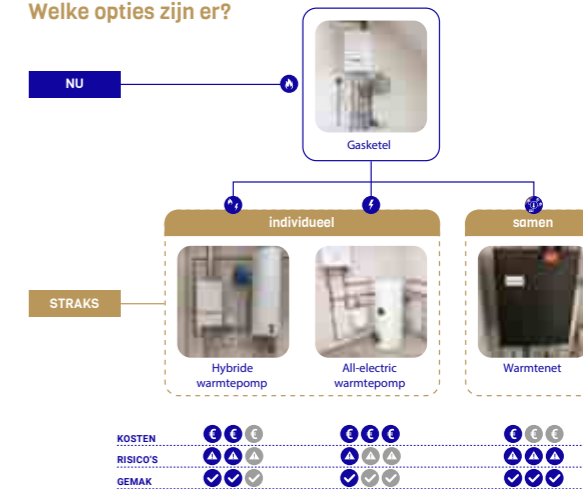 Welke opties zijn er?
NU
Gasketel
individueel
samen
STRAKS
Hybride
warmtepomp
All-electric
warmtepomp
Warmtenet
KOSTEN € € € € € € € € €
RISICO'S
GEMAK